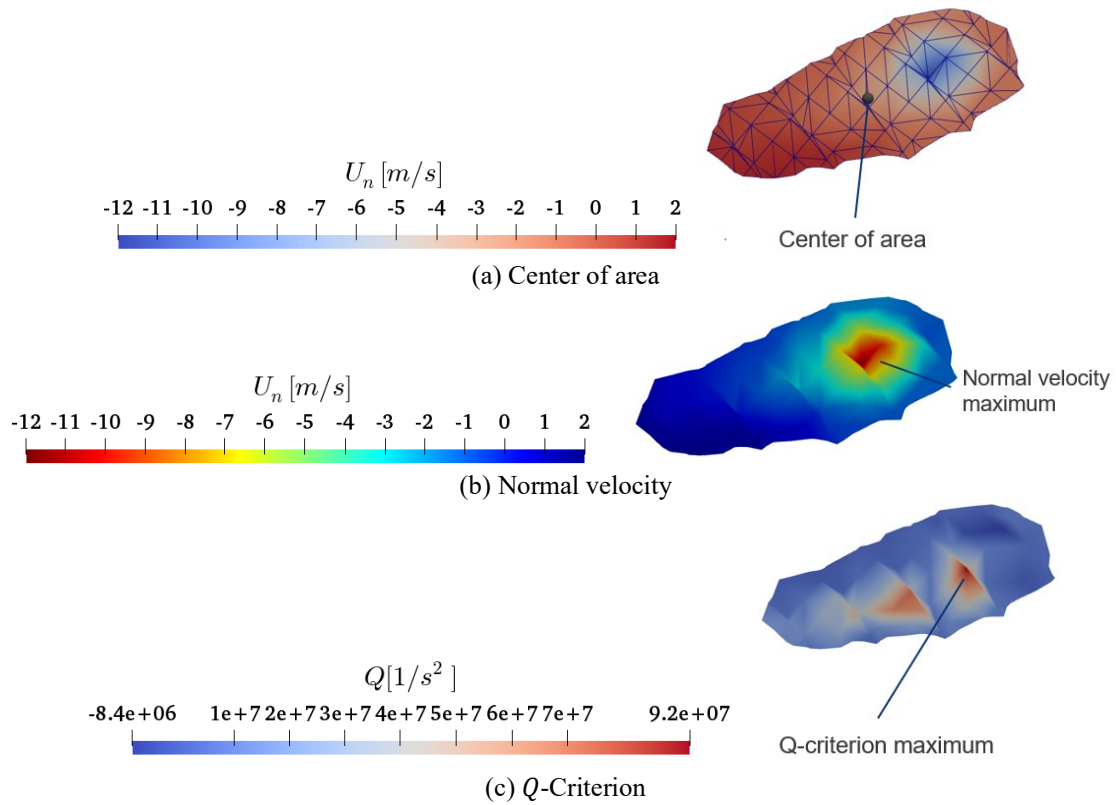 U_n [m/s]
-12 -11 -10 -9 -8 -7 -6 -5 -4 -3 -2 -1 0 1 2
Center of area
(a) Center of area
U_n [m/s]
-12 -11 -10 -9 -8 -7 -6 -5 -4 -3 -2 -1 0 1 2
Normal velocity
maximum
(b) Normal velocity
Q[1/s²]
-8.4e+06 1e+7 2e+7 3e+7 4e+7 5e+7 6e+7 7e+7 9.2e+07
Q-criterion maximum
(c) Q-Criterion